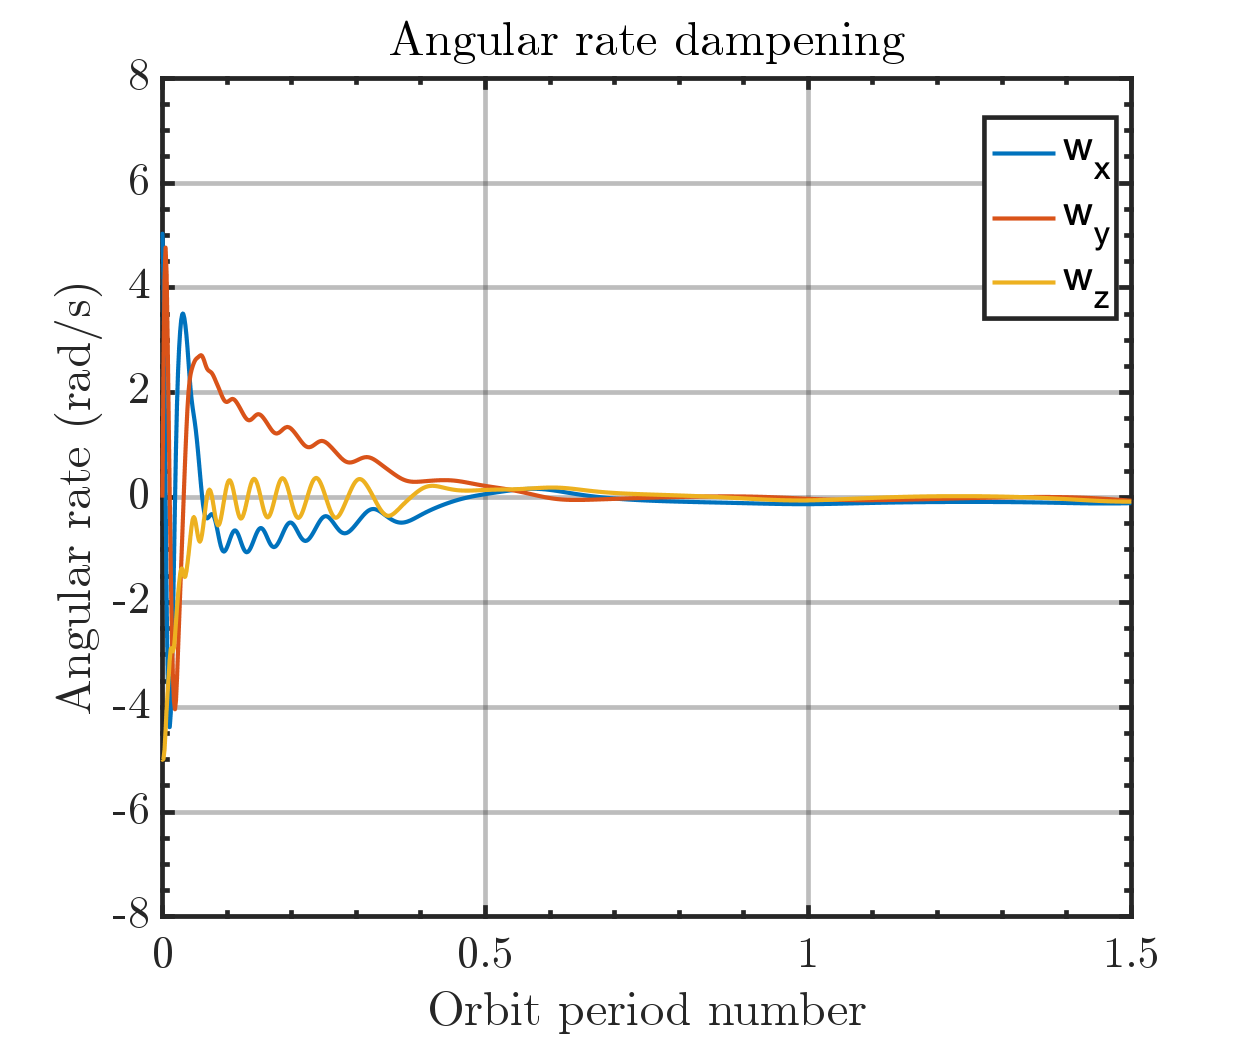 Angular rate dampening
8
6
4
2
0
-2
-4
-6
-8
Angular rate (rad/s)
w_x
w_y
w_z
0 0.5 1 1.5
Orbit period number